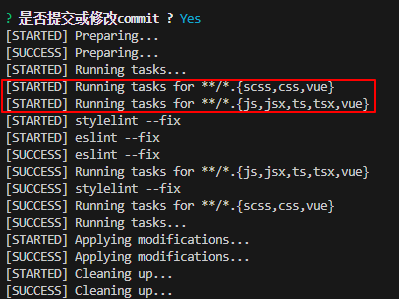 ? 是否提交或修改commit ? Yes
[STARTED] Preparing...
[SUCCESS] Preparing...
[STARTED] Running tasks...
[STARTED] Running tasks for **/*.{scss,css,vue}
[STARTED] Running tasks for **/*.{js,jsx,ts,tsx,vue}
[STARTED] stylelint --fix
[STARTED] eslint --fix
[SUCCESS] eslint --fix
[SUCCESS] Running tasks for **/*.{js,jsx,ts,tsx,vue}
[SUCCESS] stylelint --fix
[SUCCESS] Running tasks for **/*.{scss,css,vue}
[SUCCESS] Running tasks...
[STARTED] Applying modifications...
[SUCCESS] Applying modifications...
[STARTED] Cleaning up...
[SUCCESS] Cleaning up...